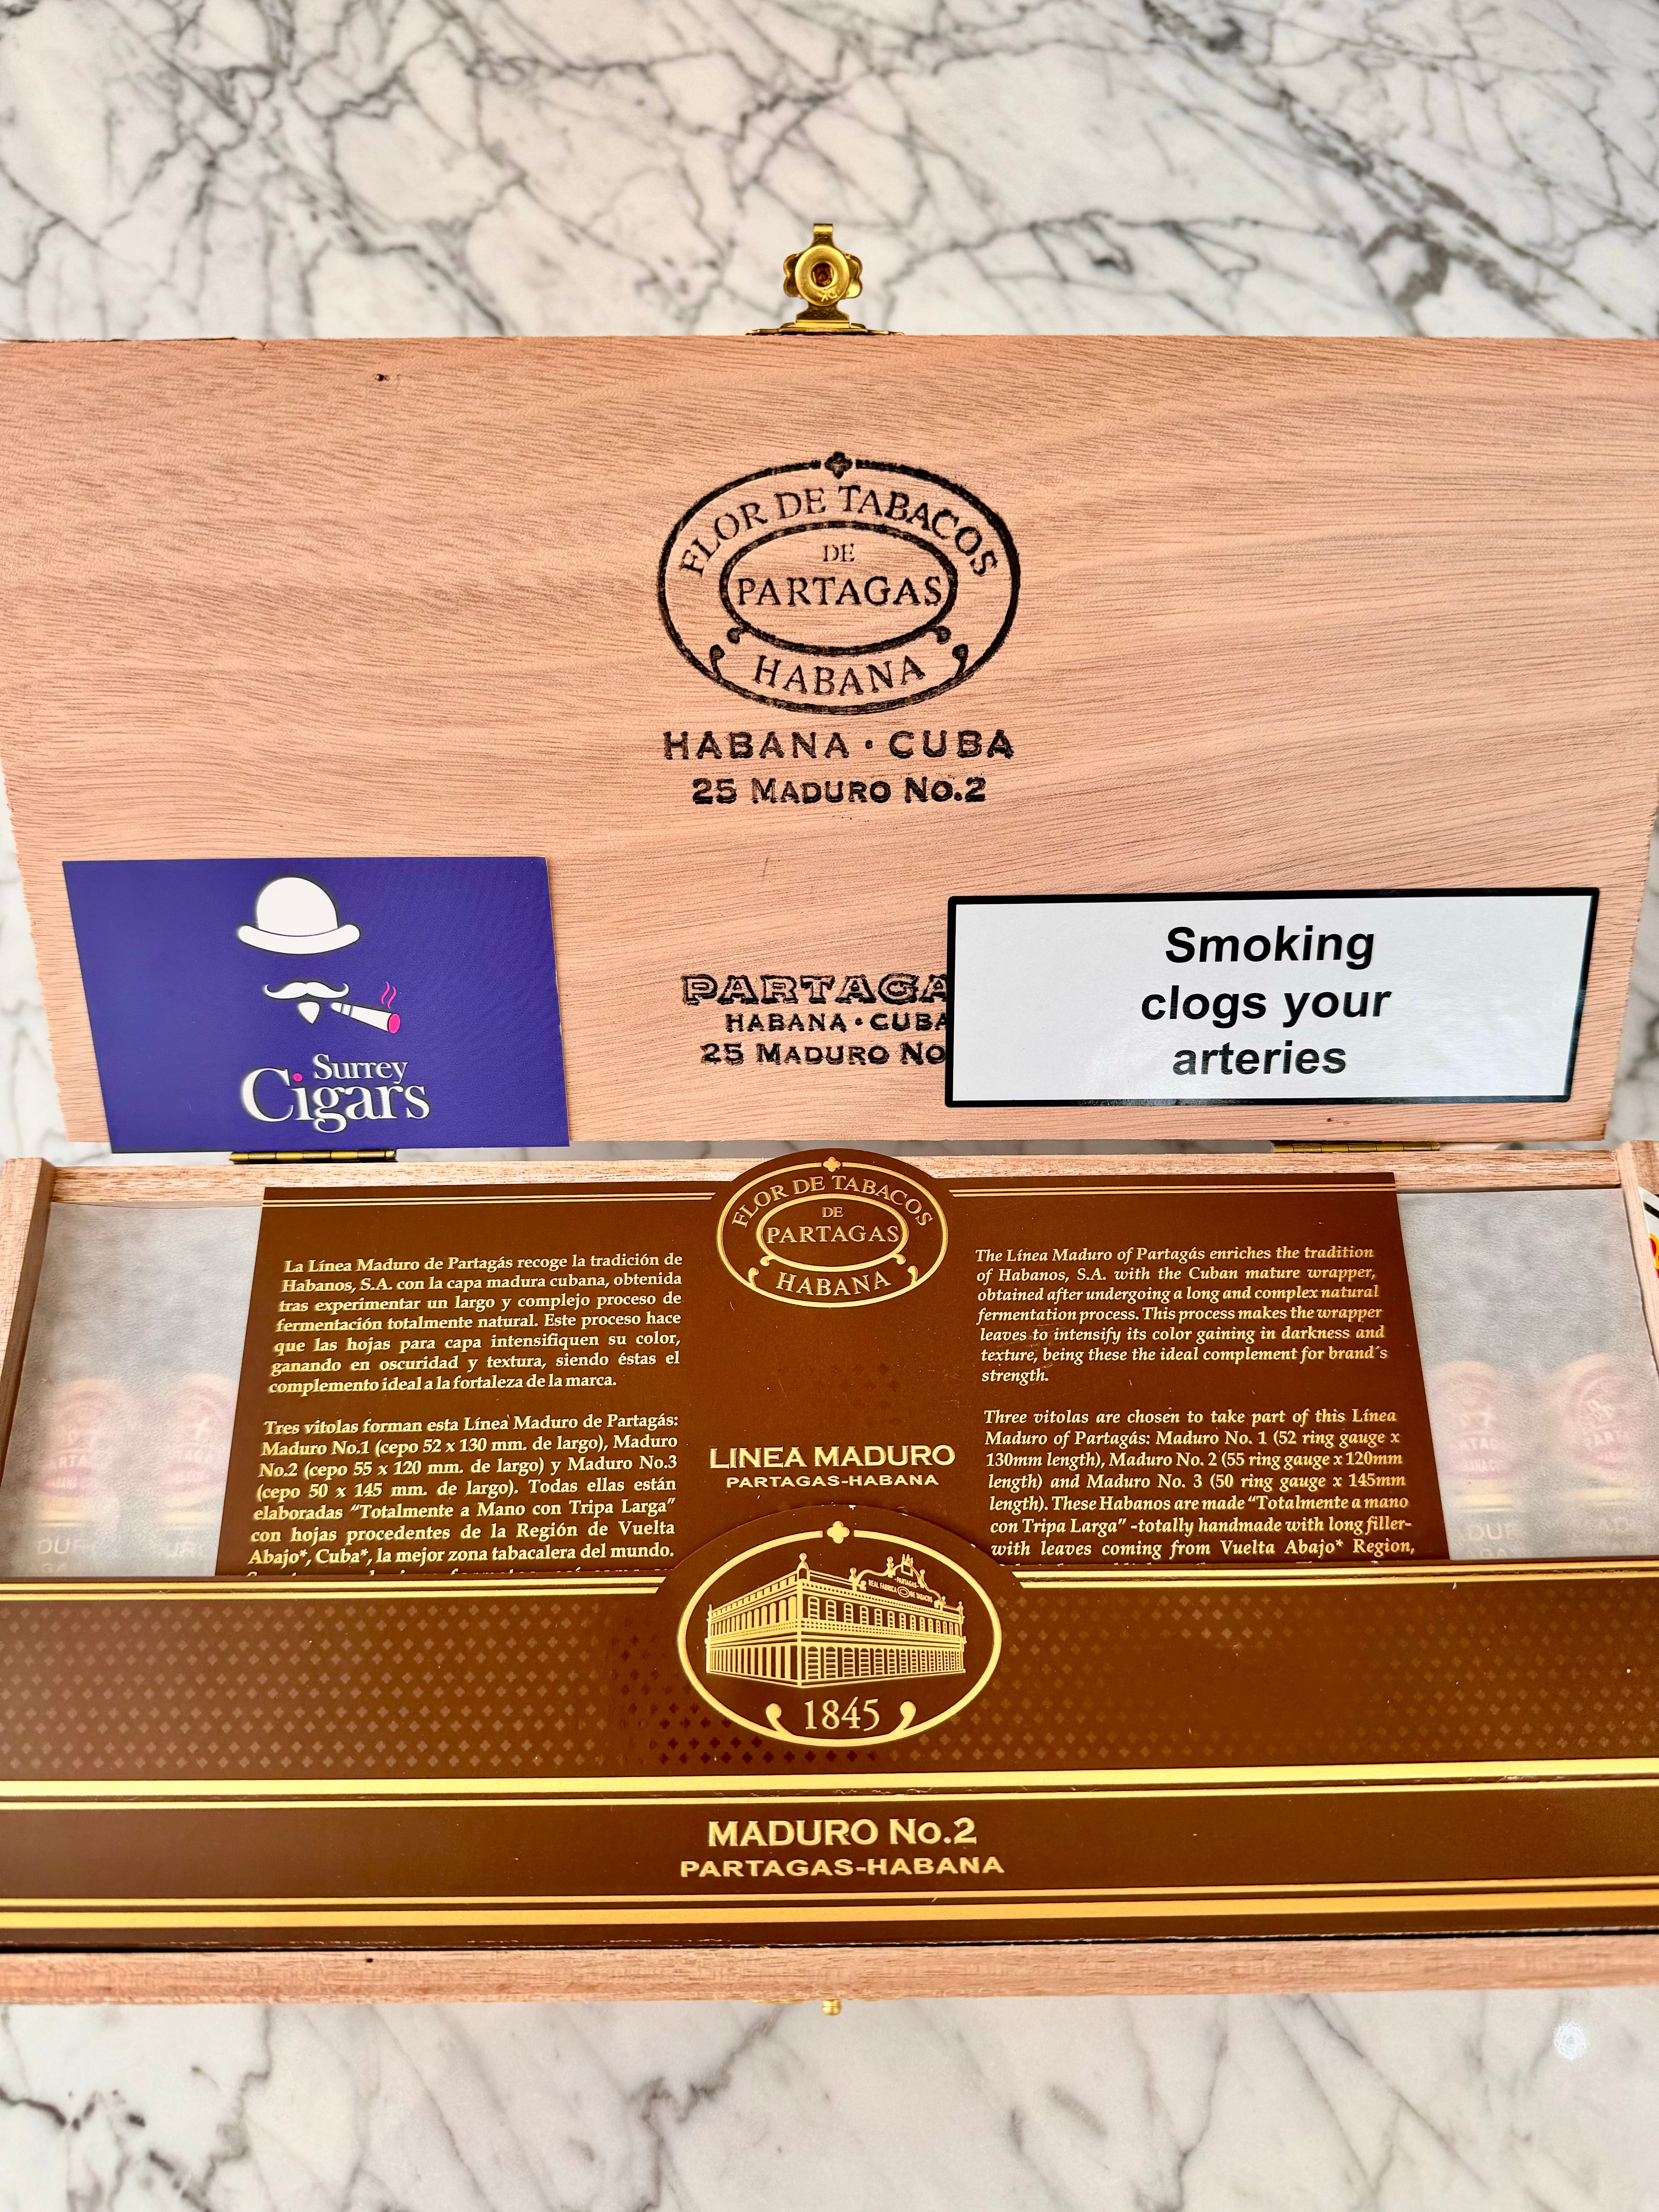 FLOR DE TABACOS
DE
PARTAGAS
HABANA
HABANA · CUBA
25 MADURO No.2
Surrey
Cigars
PARTAGA
HABANA · CUBA
25 MADURO No
Smoking
clogs your
arteries
FLOR DE TABACOS
DE
PARTAGAS
HABANA
La Línea Maduro de Partagás recoge la tradición de
Habanos, S.A. con la capa madura cubana, obtenida
tras experimentar un largo y complejo proceso de
fermentación totalmente natural. Este proceso hace
que las hojas para capa intensifiquen su color,
ganando en oscuridad y textura, siendo éstas el
complemento ideal a la fortaleza de la marca.
Tres vitolas forman esta Línea Maduro de Partagás:
Maduro No.1 (cepo 52 x 130 mm. de largo), Maduro
No.2 (cepo 55 x 120 mm. de largo) y Maduro No.3
(cepo 50 x 145 mm. de largo). Todas ellas están
elaboradas “Totalmente a Mano con Tripa Larga”
con hojas procedentes de la Región de Vuelta
Abajo*, Cuba*, la mejor zona tabacalera del mundo.
LINEA MADURO
PARTAGAS-HABANA
The Línea Maduro of Partagás enriches the tradition
of Habanos, S.A. with the Cuban mature wrapper,
obtained after undergoing a long and complex natural
fermentation process. This process makes the wrapper
leaves to intensify its color gaining in darkness and
texture, being these the ideal complement for brand´s
strength.
Three vitolas are chosen to take part of this Línea
Maduro of Partagás: Maduro No. 1 (52 ring gauge x
130mm length), Maduro No. 2 (55 ring gauge x 120mm
length) and Maduro No. 3 (50 ring gauge x 145mm
length). These Habanos are made “Totalmente a mano
con Tripa Larga” -totally handmade with long filler-
with leaves coming from Vuelta Abajo* Region,
PARTAGAS
REAL FABRICA DE TABACOS
1845
MADURO No.2
PARTAGAS-HABANA